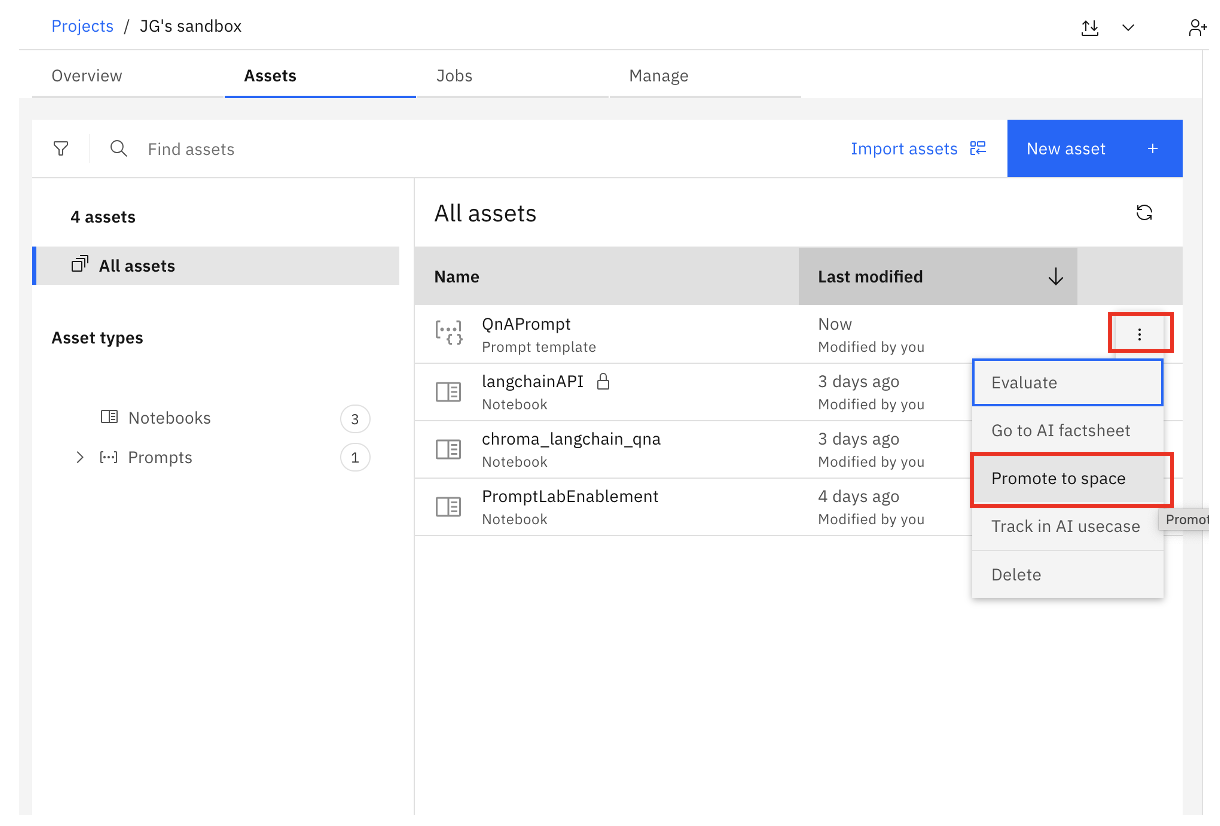 Projects / JG's sandbox
Overview
Assets
Jobs
Manage
Find assets
Import assets
New asset +
4 assets
All assets
Asset types
Notebooks 3
Prompts 1
All assets
Name
Last modified
QnAPrompt
Prompt template
Now
Modified by you
langchainAPI
Notebook
3 days ago
Modified by you
chroma_langchain_qna
Notebook
3 days ago
Modified by you
PromptLabEnablement
Notebook
4 days ago
Modified by you
Evaluate
Go to AI factsheet
Promote to space
Track in AI usecase
Delete
Promot